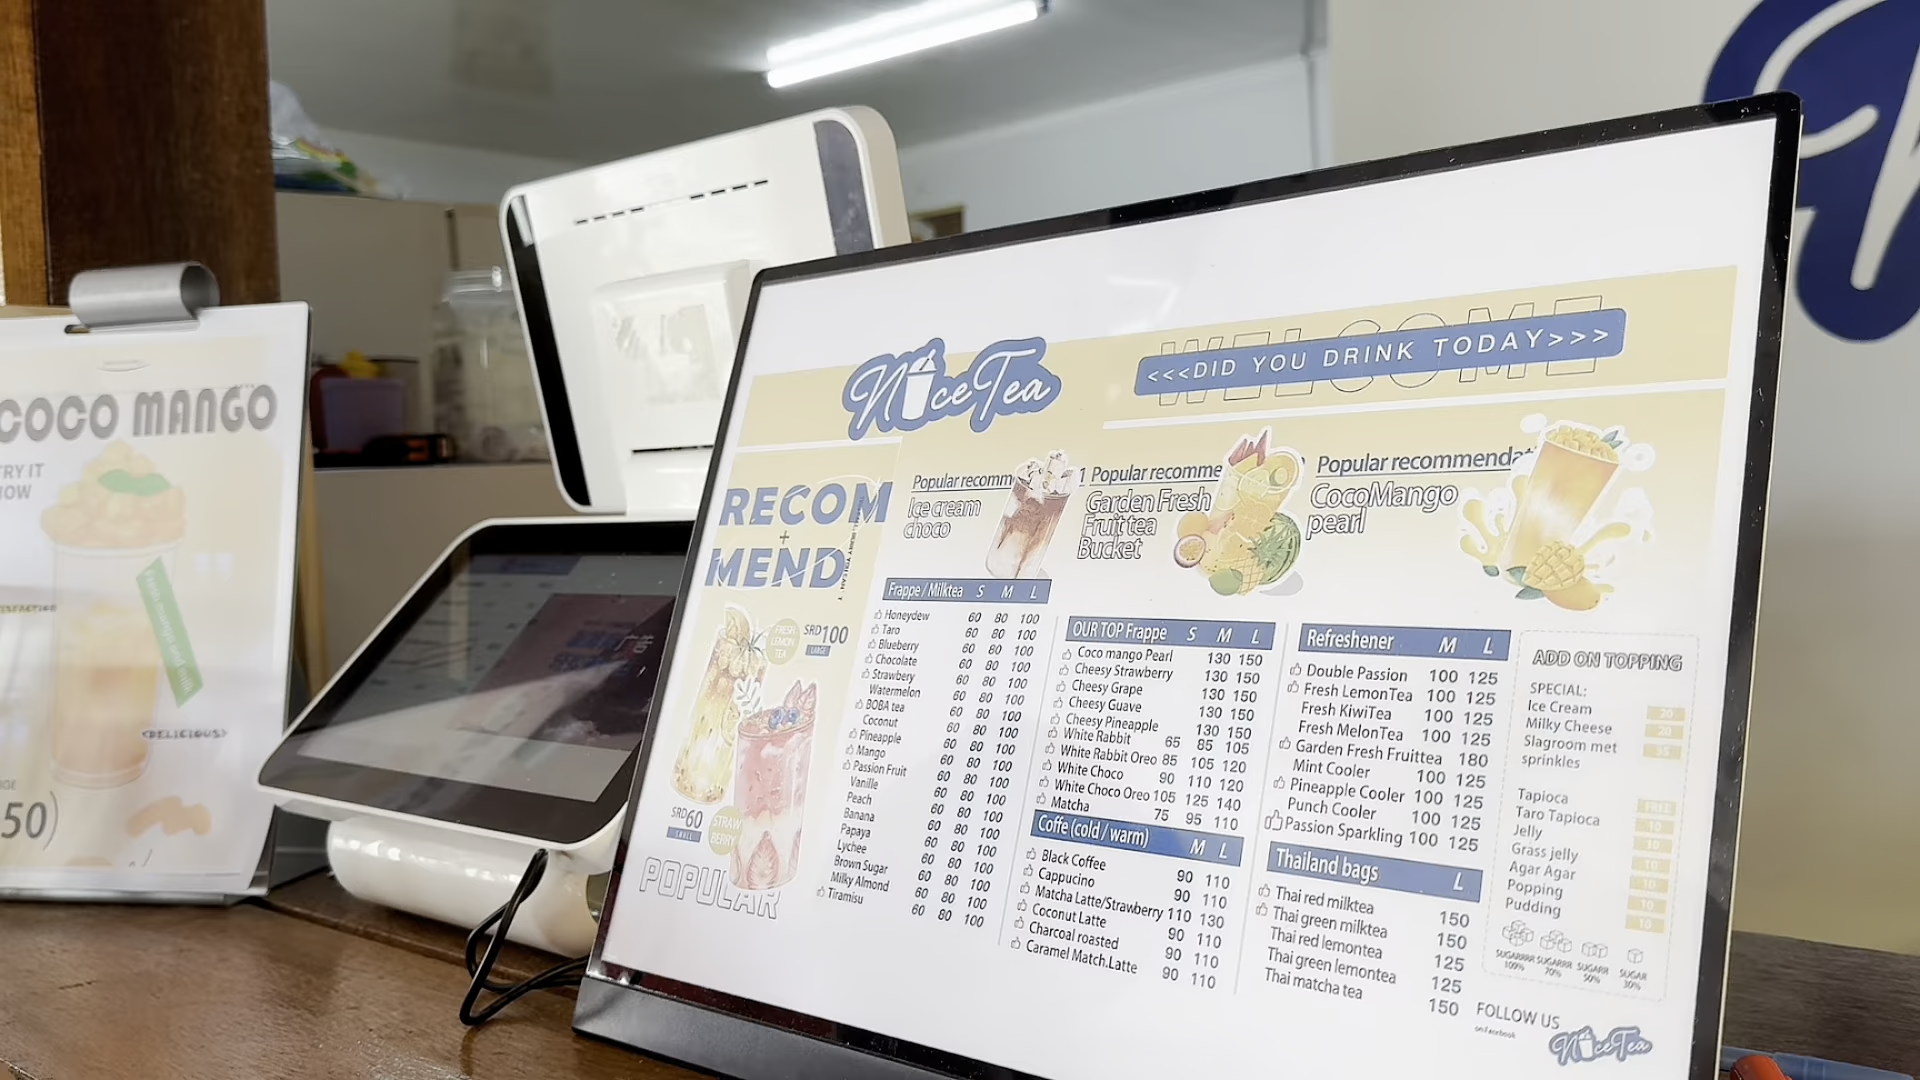 COCO MANGO
TRY IT
NOW
Fresh mango and milk
<DELICIOUS>
50)
Nice Tea
WELCOME
<<<DID YOU DRINK TODAY>>>
RECOM
+
MEND
FRESH
LEMON
TEA
SRD100
LARGE
SRD60
SMALL
STRAW
BERRY
POPULAR
Popular recomm
Ice cream
choco
1 Popular recomme
Garden Fresh
Fruit tea
Bucket
Popular recommendat
CocoMango
pearl
Frappe / Milktea S M L
Honeydew 60 80 100
Taro 60 80 100
Blueberry 60 80 100
Chocolate 60 80 100
Strawbery 60 80 100
Watermelon 60 80 100
BOBA tea 60 80 100
Coconut 60 80 100
Pineapple 60 80 100
Mango 60 80 100
Passion Fruit 60 80 100
Vanille 60 80 100
Peach 60 80 100
Banana 60 80 100
Papaya 60 80 100
Lychee 60 80 100
Brown Sugar 60 80 100
Milky Almond 60 80 100
Tiramisu 60 80 100
OUR TOP Frappe S M L
Coco mango Pearl 130 150
Cheesy Strawberry 130 150
Cheesy Grape 130 150
Cheesy Guave 130 150
Cheesy Pineapple 130 150
White Rabbit 65 85 105
White Rabbit Oreo 85 105 120
White Choco 90 110 120
White Choco Oreo 105 125 140
Matcha 75 95 110
Coffe (cold / warm) M L
Black Coffee 90 110
Cappucino 90 110
Matcha Latte/Strawberry 110 130
Coconut Latte 90 110
Charcoal roasted 90 110
Caramel Match.Latte 90 110
Refreshener M L
Double Passion 100 125
Fresh LemonTea 100 125
Fresh KiwiTea 100 125
Fresh MelonTea 100 125
Garden Fresh Fruittea 180
Mint Cooler 100 125
Pineapple Cooler 100 125
Punch Cooler 100 125
Passion Sparkling 100 125
Thailand bags L
Thai red milktea 150
Thai green milktea 150
Thai red lemontea 125
Thai green lemontea 125
Thai matcha tea 150
ADD ON TOPPING
SPECIAL:
Ice Cream 20
Milky Cheese 20
Slagroom met
sprinkles
Tapioca FREE
Taro Tapioca 10
Jelly 10
Grass jelly 10
Agar Agar 10
Popping 10
Pudding 10
SUGARRRR SUGARRR SUGARR SUGAR
100% 70% 50% 30%
FOLLOW US
on Facebook
Nice Tea